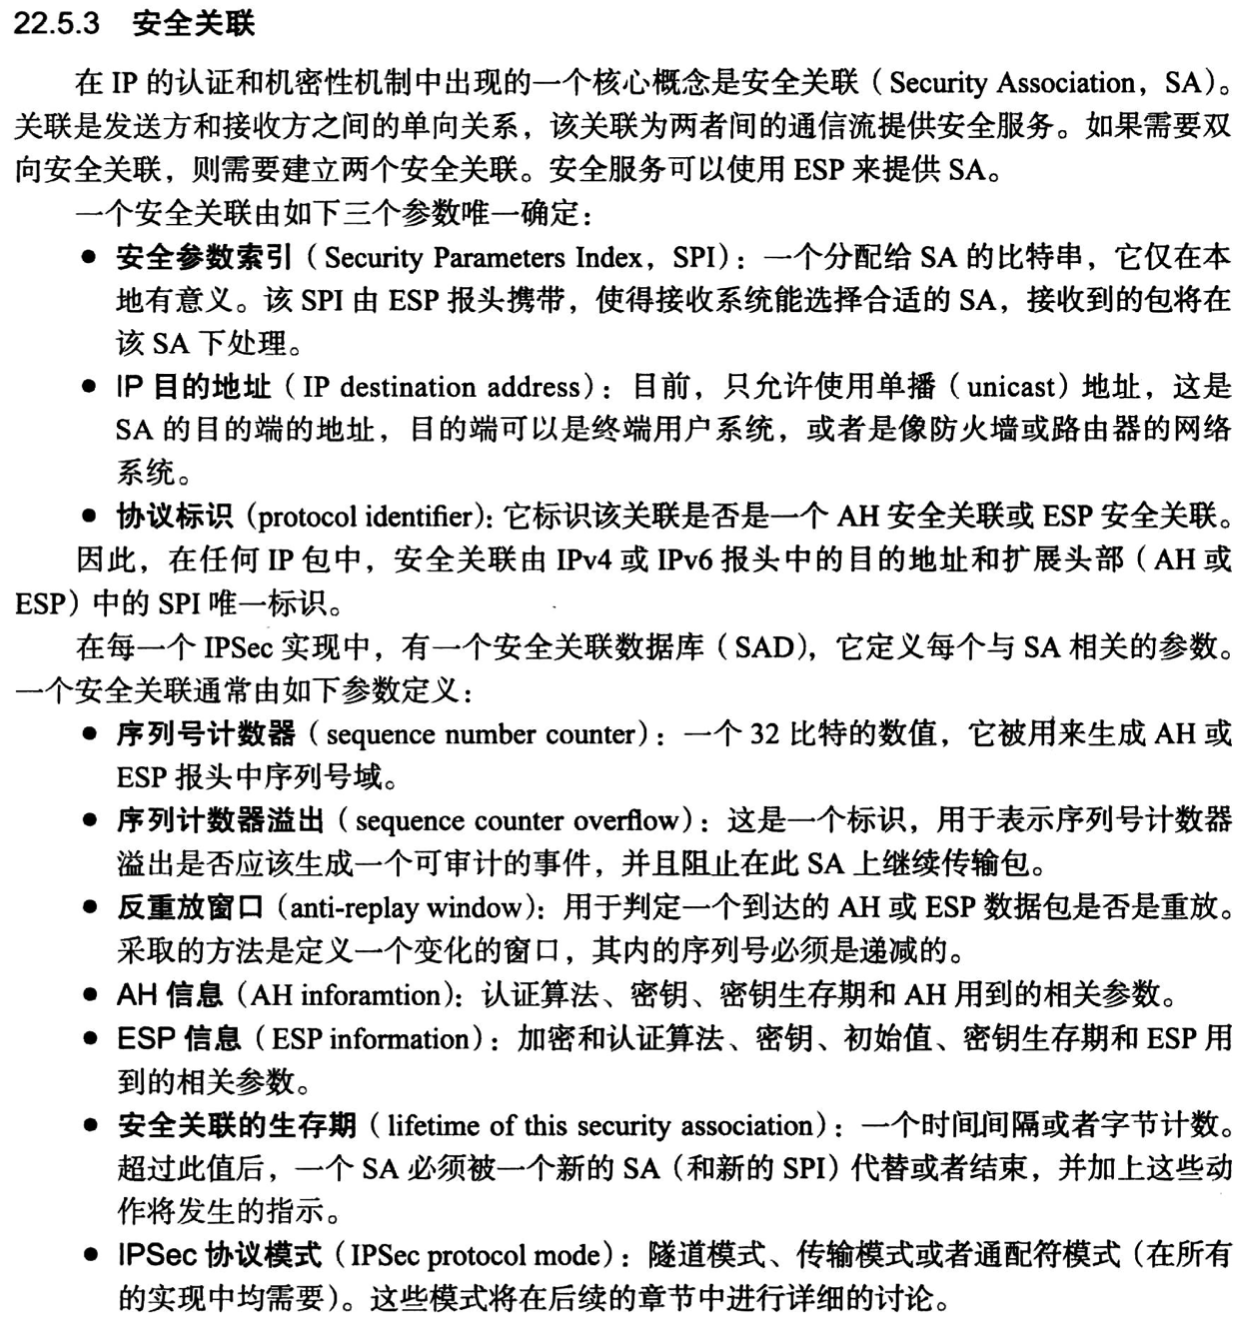 22.5.3 安全关联
在 IP 的认证和机密性机制中出现的一个核心概念是安全关联（Security Association，SA）。
关联是发送方和接收方之间的单向关系，该关联为两者间的通信流提供安全服务。如果需要双
向安全关联，则需要建立两个安全关联。安全服务可以使用 ESP 来提供 SA。
一个安全关联由如下三个参数唯一确定：
● 安全参数索引（Security Parameters Index，SPI）：一个分配给 SA 的比特串，它仅在本
地有意义。该 SPI 由 ESP 报头携带，使得接收系统能选择合适的 SA，接收到的包将在
该 SA 下处理。
● IP 目的地址（IP destination address）：目前，只允许使用单播（unicast）地址，这是
SA 的目的端的地址，目的端可以是终端用户系统，或者是像防火墙或路由器的网络
系统。
● 协议标识（protocol identifier）：它标识该关联是否是一个 AH 安全关联或 ESP 安全关联。
因此，在任何 IP 包中，安全关联由 IPv4 或 IPv6 报头中的目的地址和扩展头部（AH 或
ESP）中的 SPI 唯一标识。
在每一个 IPSec 实现中，有一个安全关联数据库（SAD），它定义每个与 SA 相关的参数。
一个安全关联通常由如下参数定义：
● 序列号计数器（sequence number counter）：一个 32 比特的数值，它被用来生成 AH 或
ESP 报头中序列号域。
● 序列计数器溢出（sequence counter overflow）：这是一个标识，用于表示序列号计数器
溢出是否应该生成一个可审计的事件，并且阻止在此 SA 上继续传输包。
● 反重放窗口（anti-replay window）：用于判定一个到达的 AH 或 ESP 数据包是否是重放。
采取的方法是定义一个变化的窗口，其内的序列号必须是递减的。
● AH 信息（AH inforamtion）：认证算法、密钥、密钥生存期和 AH 用到的相关参数。
● ESP 信息（ESP information）：加密和认证算法、密钥、初始值、密钥生存期和 ESP 用
到的相关参数。
● 安全关联的生存期（lifetime of this security association）：一个时间间隔或者字节计数。
超过此值后，一个 SA 必须被一个新的 SA（和新的 SPI）代替或者结束，并加上这些动
作将发生的指示。
● IPSec 协议模式（IPSec protocol mode）：隧道模式、传输模式或者通配符模式（在所有
的实现中均需要）。这些模式将在后续的章节中进行详细的讨论。